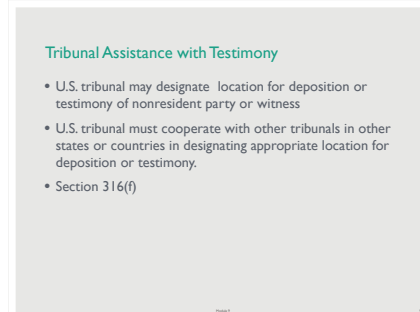 Tribunal Assistance with Testimony
• U.S. tribunal may designate location for deposition or
testimony of nonresident party or witness
• U.S. tribunal must cooperate with other tribunals in other
states or countries in designating appropriate location for
deposition or testimony.
• Section 316(f)